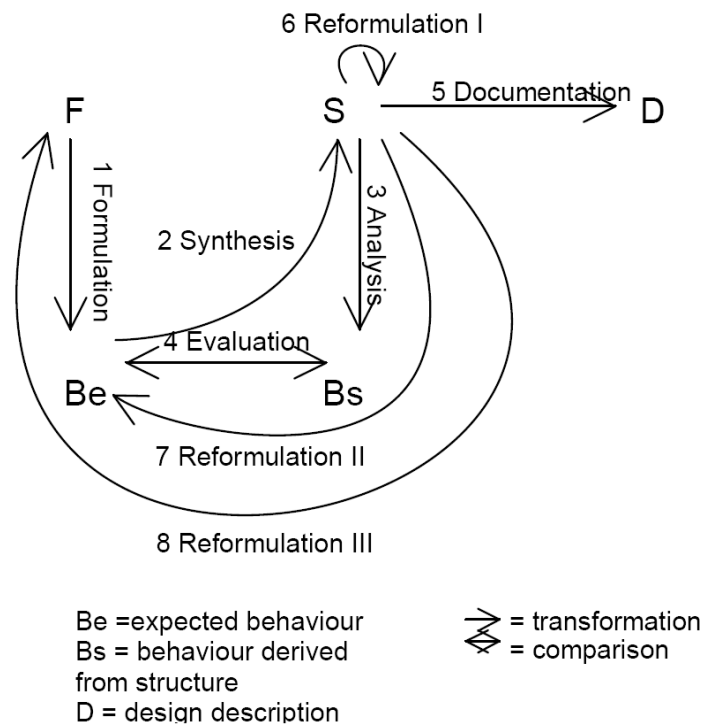 6 Reformulation I
F
S
5 Documentation
D
1 Formulation
2 Synthesis
3 Analysis
4 Evaluation
Be
Bs
7 Reformulation II
8 Reformulation III
Be =expected behaviour
Bs = behaviour derived
from structure
D = design description
= transformation
= comparison